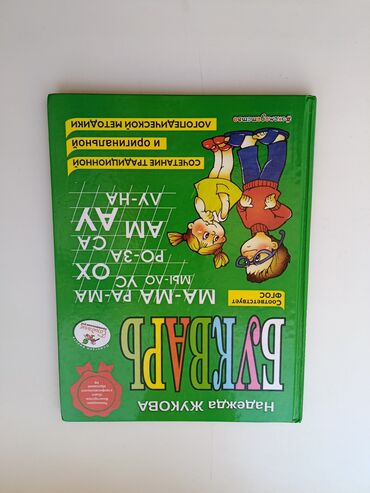 Надежда ЖУКОВА
БУКВАРЬ
Соответствует
ФГОС
МА-МА РА-МА
МЫ-ЛО УС
ОХ
РО-ЗА СА
АМ АУ
ЛУ-НА
СОЧЕТАНИЕ ТРАДИЦИОННОЙ
И ОРИГИНАЛЬНОЙ
ЛОГОПЕДИЧЕСКОЙ МЕТОДИКИ
#эксмодетство